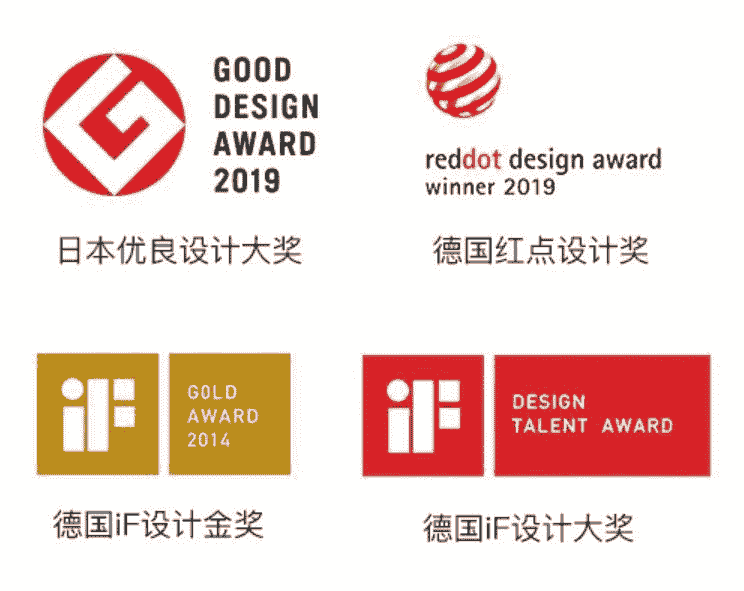 GOOD
DESIGN
AWARD
2019
日本优良设计大奖
reddot design award
winner 2019
德国红点设计奖
iF
GOLD
AWARD
2014
德国iF设计金奖
iF
DESIGN
TALENT AWARD
德国iF设计大奖